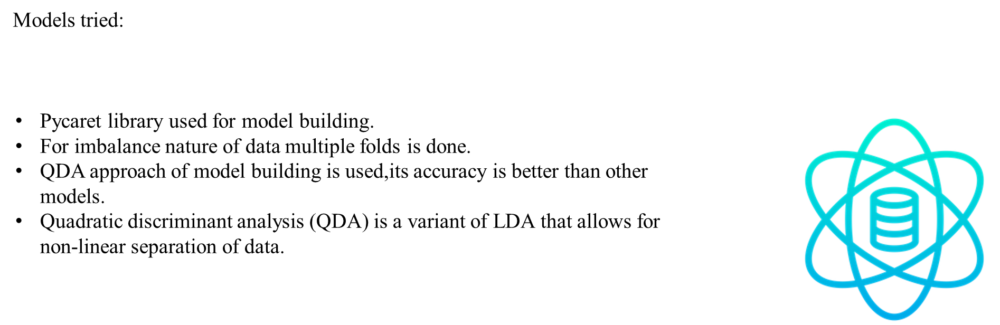 Models tried:
• Pycaret library used for model building.
• For imbalance nature of data multiple folds is done.
• QDA approach of model building is used,its accuracy is better than other
models.
• Quadratic discriminant analysis (QDA) is a variant of LDA that allows for
non-linear separation of data.